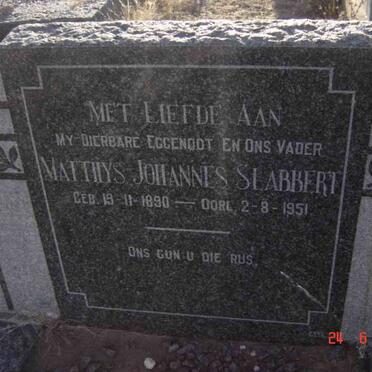 MET LIEFDE AAN
MY DIERBARE EGGENOOT EN ONS VADER
MATTHYS JOHANNES SLABBERT
GEB. 19-11-1890 — OORL. 2-8-1951
ONS GUN U DIE RUS
24 6